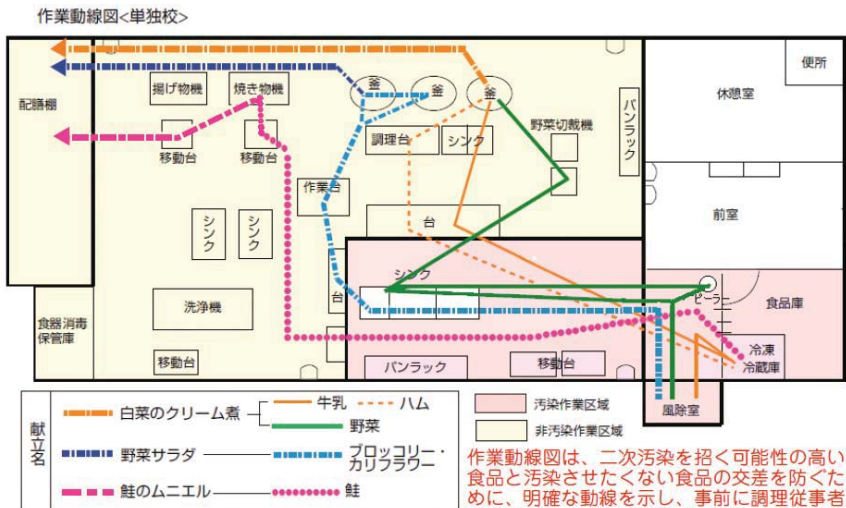 作業動線図<単独校>
便所
休憩室
配膳棚
揚げ物機
焼き物機
釜
釜
釜
パンラック
野菜切裁機
調理台
シンク
移動台
移動台
作業台
前室
台
シンク
シンク
シンク
ピーラー
食品庫
台
洗浄機
食器消毒
保管庫
冷凍
冷蔵庫
移動台
パンラック
移動台
風除室
献立名
白菜のクリーム煮
牛乳
ハム
野菜
野菜サラダ
ブロッコリー・
カリフラワー
鮭のムニエル
鮭
汚染作業区域
非汚染作業区域
作業動線図は、二次汚染を招く可能性の高い
食品と汚染させたくない食品の交差を防ぐた
めに、明確な動線を示し、事前に調理従事者